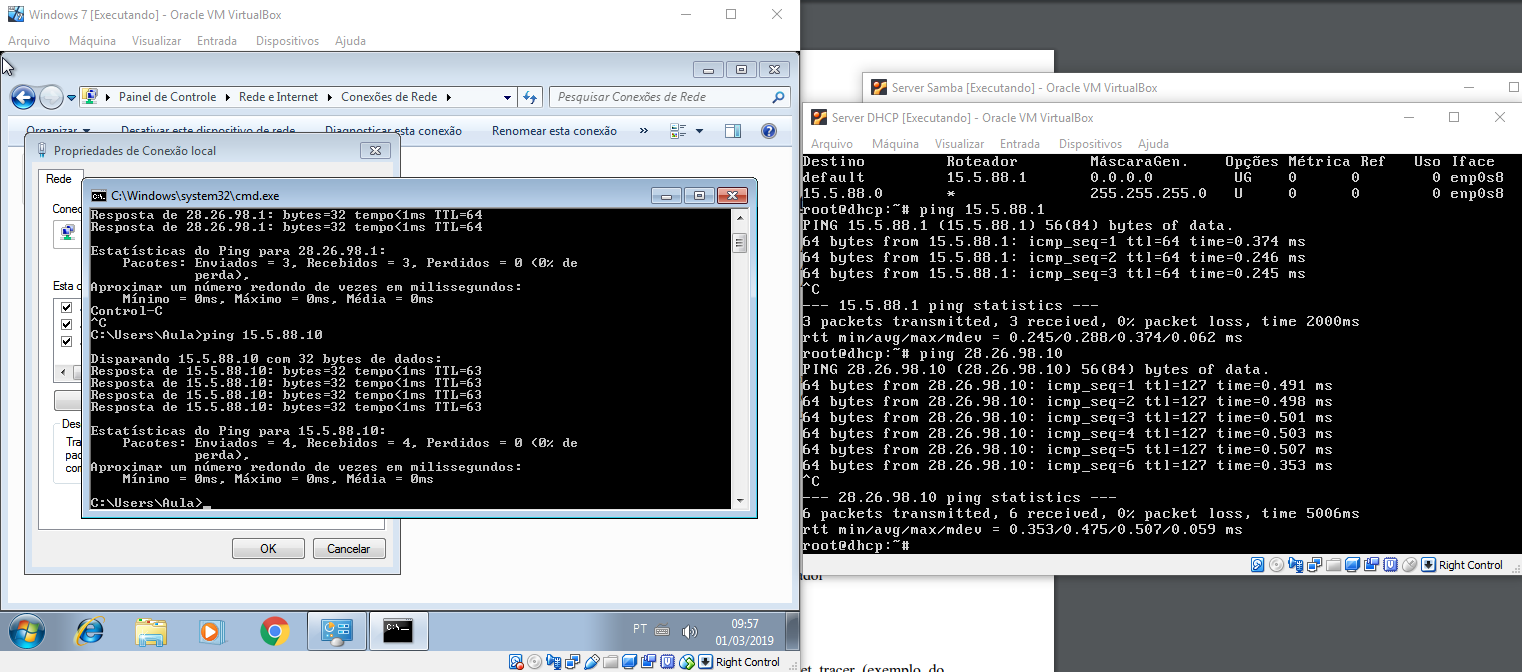 Windows 7 [Executando] - Oracle VM VirtualBox
Arquivo Máquina Visualizar Entrada Dispositivos Ajuda
Painel de Controle Rede e Internet Conexões de Rede
Pesquisar Conexões de Rede
Organizar Desativar este dispositivo de rede Diagnosticar esta conexão Renomear esta conexão »
Propriedades de Conexão local
Rede
Conec
Esta c
Des
Tra
pac
con
OK Cancelar
C:\Windows\system32\cmd.exe
Resposta de 28.26.98.1: bytes=32 tempo<1ms TTL=64
Resposta de 28.26.98.1: bytes=32 tempo<1ms TTL=64
Estatísticas do Ping para 28.26.98.1:
Pacotes: Enviados = 3, Recebidos = 3, Perdidos = 0 (0% de
perda),
Aproximar um número redondo de vezes em milissegundos:
Mínimo = 0ms, Máximo = 0ms, Média = 0ms
Control-C
^C
C:\Users\Aula>ping 15.5.88.10
Disparando 15.5.88.10 com 32 bytes de dados:
Resposta de 15.5.88.10: bytes=32 tempo<1ms TTL=63
Resposta de 15.5.88.10: bytes=32 tempo<1ms TTL=63
Resposta de 15.5.88.10: bytes=32 tempo<1ms TTL=63
Resposta de 15.5.88.10: bytes=32 tempo<1ms TTL=63
Estatísticas do Ping para 15.5.88.10:
Pacotes: Enviados = 4, Recebidos = 4, Perdidos = 0 (0% de
perda),
Aproximar um número redondo de vezes em milissegundos:
Mínimo = 0ms, Máximo = 0ms, Média = 0ms
C:\Users\Aula>_
PT
09:57
01/03/2019
Right Control
Server Samba [Executando] - Oracle VM VirtualBox
Server DHCP [Executando] - Oracle VM VirtualBox
Arquivo Máquina Visualizar Entrada Dispositivos Ajuda
Destino Roteador MáscaraGen. Opções Métrica Ref Uso Iface
default 15.5.88.1 0.0.0.0 UG 0 0 0 enp0s8
15.5.88.0 * 255.255.255.0 U 0 0 0 enp0s8
root@dhcp:~# ping 15.5.88.1
PING 15.5.88.1 (15.5.88.1) 56(84) bytes of data.
64 bytes from 15.5.88.1: icmp_seq=1 ttl=64 time=0.374 ms
64 bytes from 15.5.88.1: icmp_seq=2 ttl=64 time=0.246 ms
64 bytes from 15.5.88.1: icmp_seq=3 ttl=64 time=0.245 ms
^C
--- 15.5.88.1 ping statistics ---
3 packets transmitted, 3 received, 0% packet loss, time 2000ms
rtt min/avg/max/mdev = 0.245/0.288/0.374/0.062 ms
root@dhcp:~# ping 28.26.98.10
PING 28.26.98.10 (28.26.98.10) 56(84) bytes of data.
64 bytes from 28.26.98.10: icmp_seq=1 ttl=127 time=0.491 ms
64 bytes from 28.26.98.10: icmp_seq=2 ttl=127 time=0.498 ms
64 bytes from 28.26.98.10: icmp_seq=3 ttl=127 time=0.501 ms
64 bytes from 28.26.98.10: icmp_seq=4 ttl=127 time=0.503 ms
64 bytes from 28.26.98.10: icmp_seq=5 ttl=127 time=0.507 ms
64 bytes from 28.26.98.10: icmp_seq=6 ttl=127 time=0.353 ms
^C
--- 28.26.98.10 ping statistics ---
6 packets transmitted, 6 received, 0% packet loss, time 5006ms
rtt min/avg/max/mdev = 0.353/0.475/0.507/0.059 ms
root@dhcp:~#
Right Control
et tracer (exemplo do